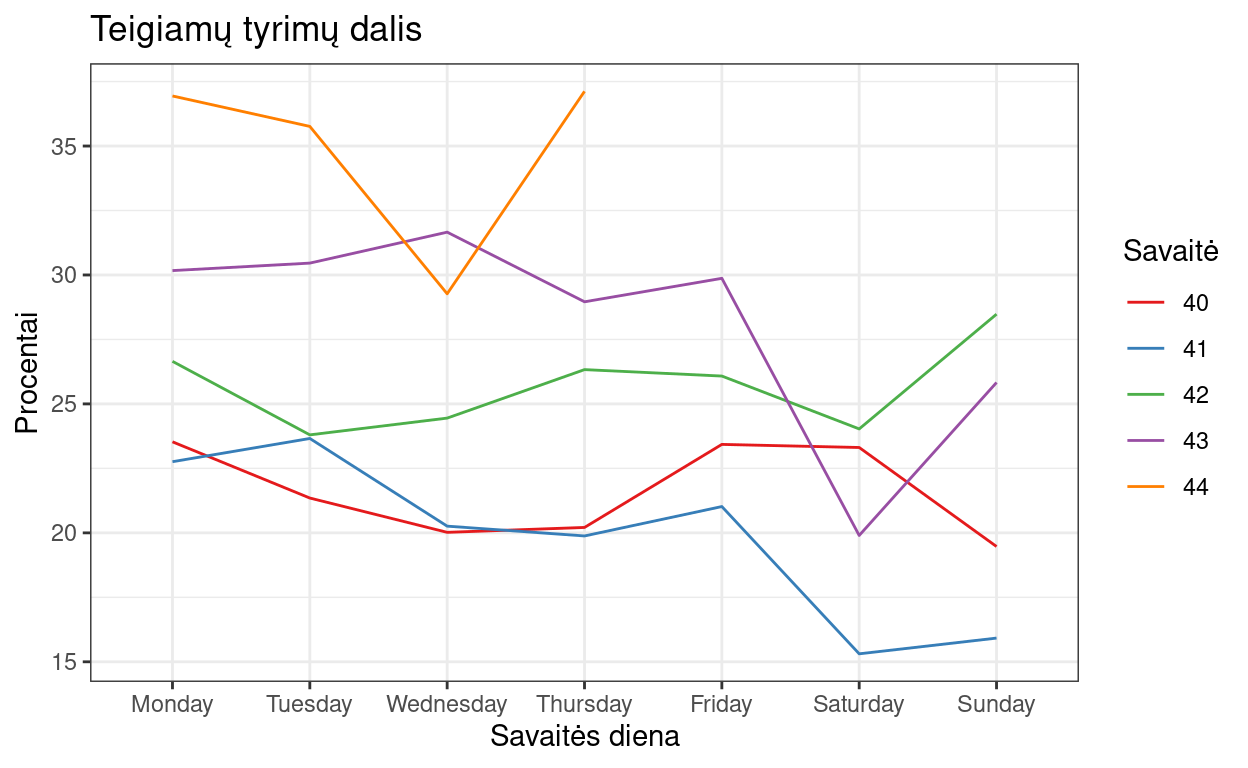 Teigiamų tyrimų dalis
Procentai
35
30
25
20
15
Monday Tuesday Wednesday Thursday Friday Saturday Sunday
Savaitės diena
Savaitė
40
41
42
43
44